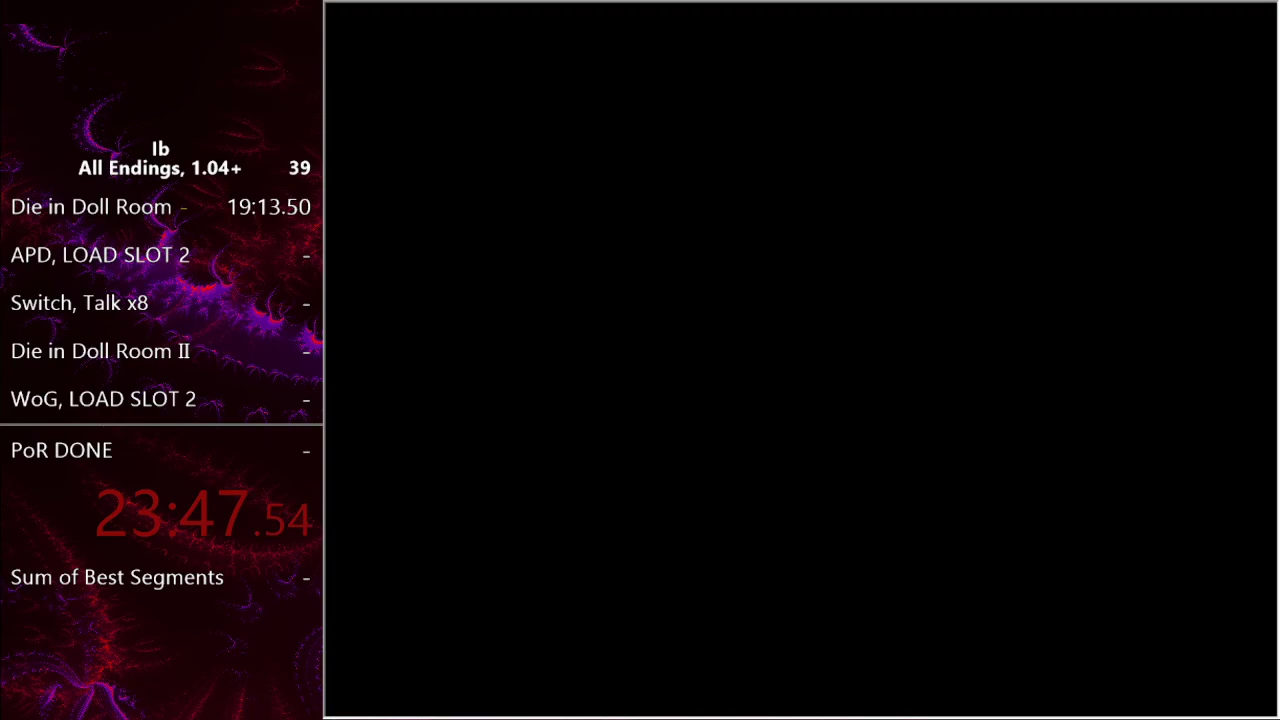 Ib
All Endings, 1.04+ 39
Die in Doll Room - 19:13.50
APD, LOAD SLOT 2 -
Switch, Talk x8 -
Die in Doll Room II -
WoG, LOAD SLOT 2 -
PoR DONE -
23:47.54
Sum of Best Segments -